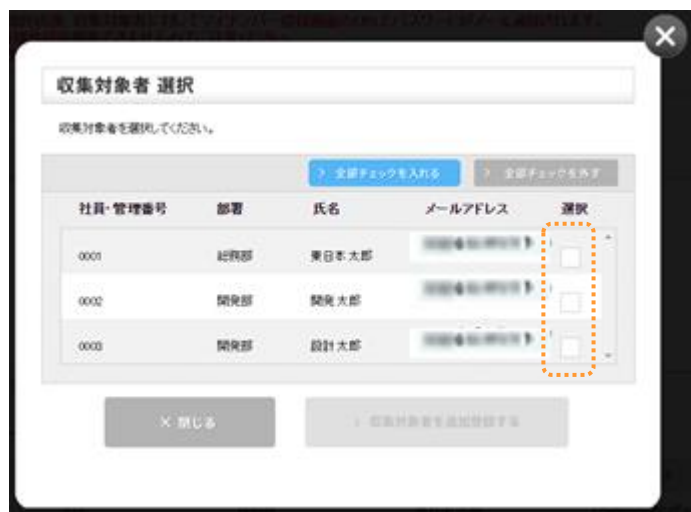 収集対象者 選択
収集対象者を選択してください。
> 全部チェックを入れる > 全部チェックを外す
社員・管理番号 部署 氏名 メールアドレス 選択
0001 総務部 東日本 太郎
0002 開発部 開発 太郎
0003 開発部 設計 太郎
× 閉じる > 収集対象者を追加登録する